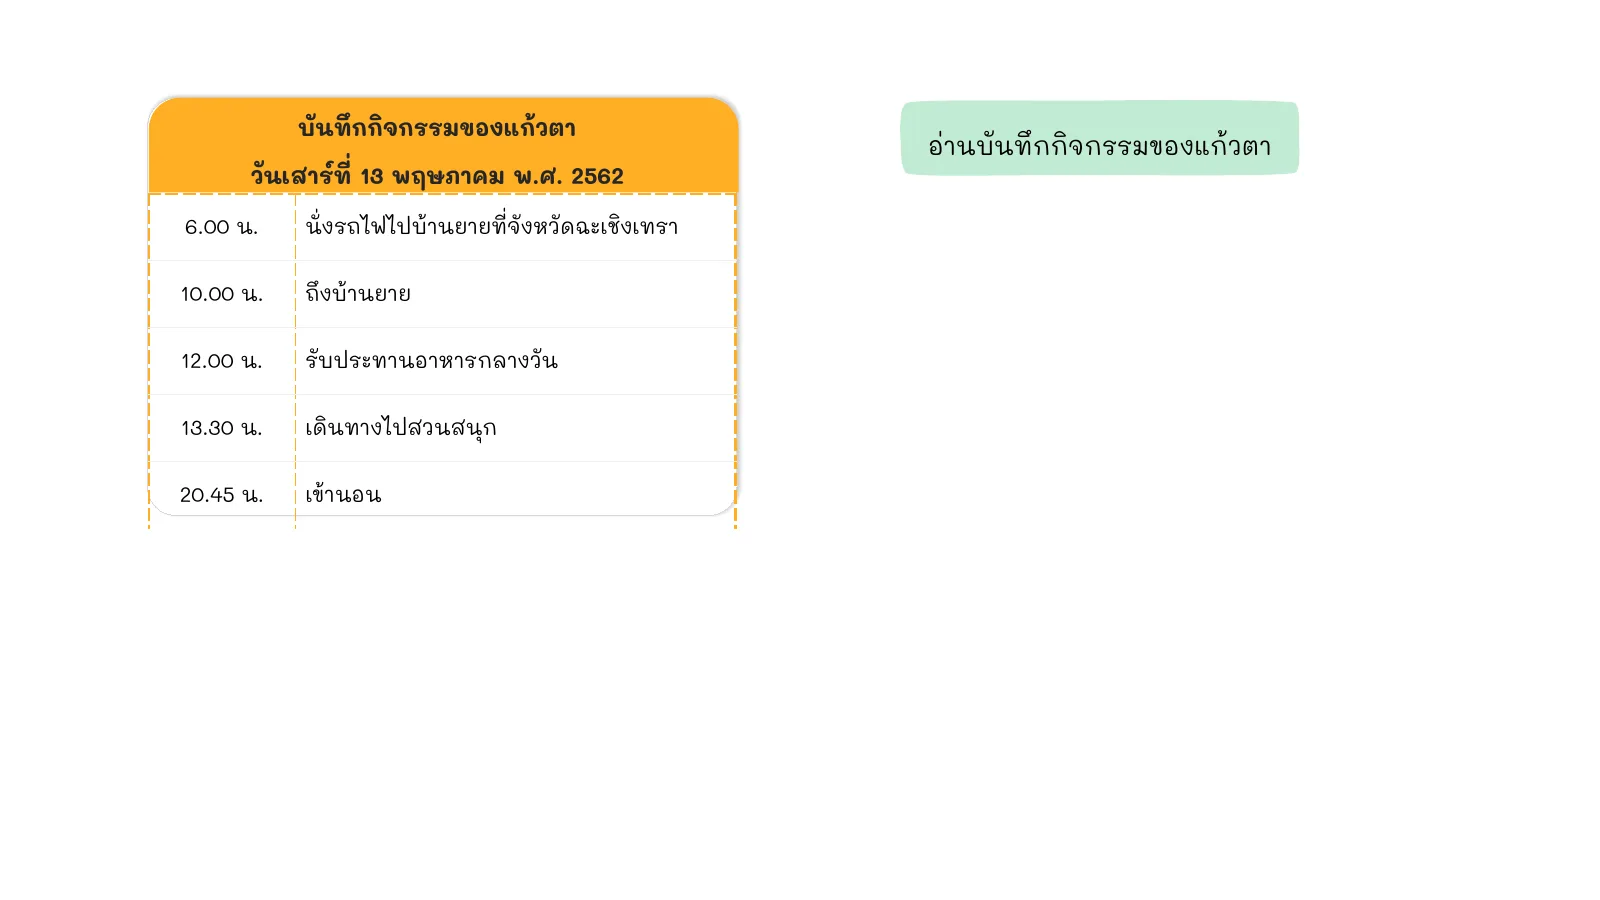 บันทึกกิจกรรมของแก้วตา
วันเสาร์ที่ 13 พฤษภาคม พ.ศ. 2562
6.00 น. นั่งรถไฟไปบ้านยายที่จังหวัดฉะเชิงเทรา
10.00 น. ถึงบ้านยาย
12.00 น. รับประทานอาหารกลางวัน
13.30 น. เดินทางไปสวนสนุก
20.45 น. เข้านอน
อ่านบันทึกกิจกรรมของแก้วตา